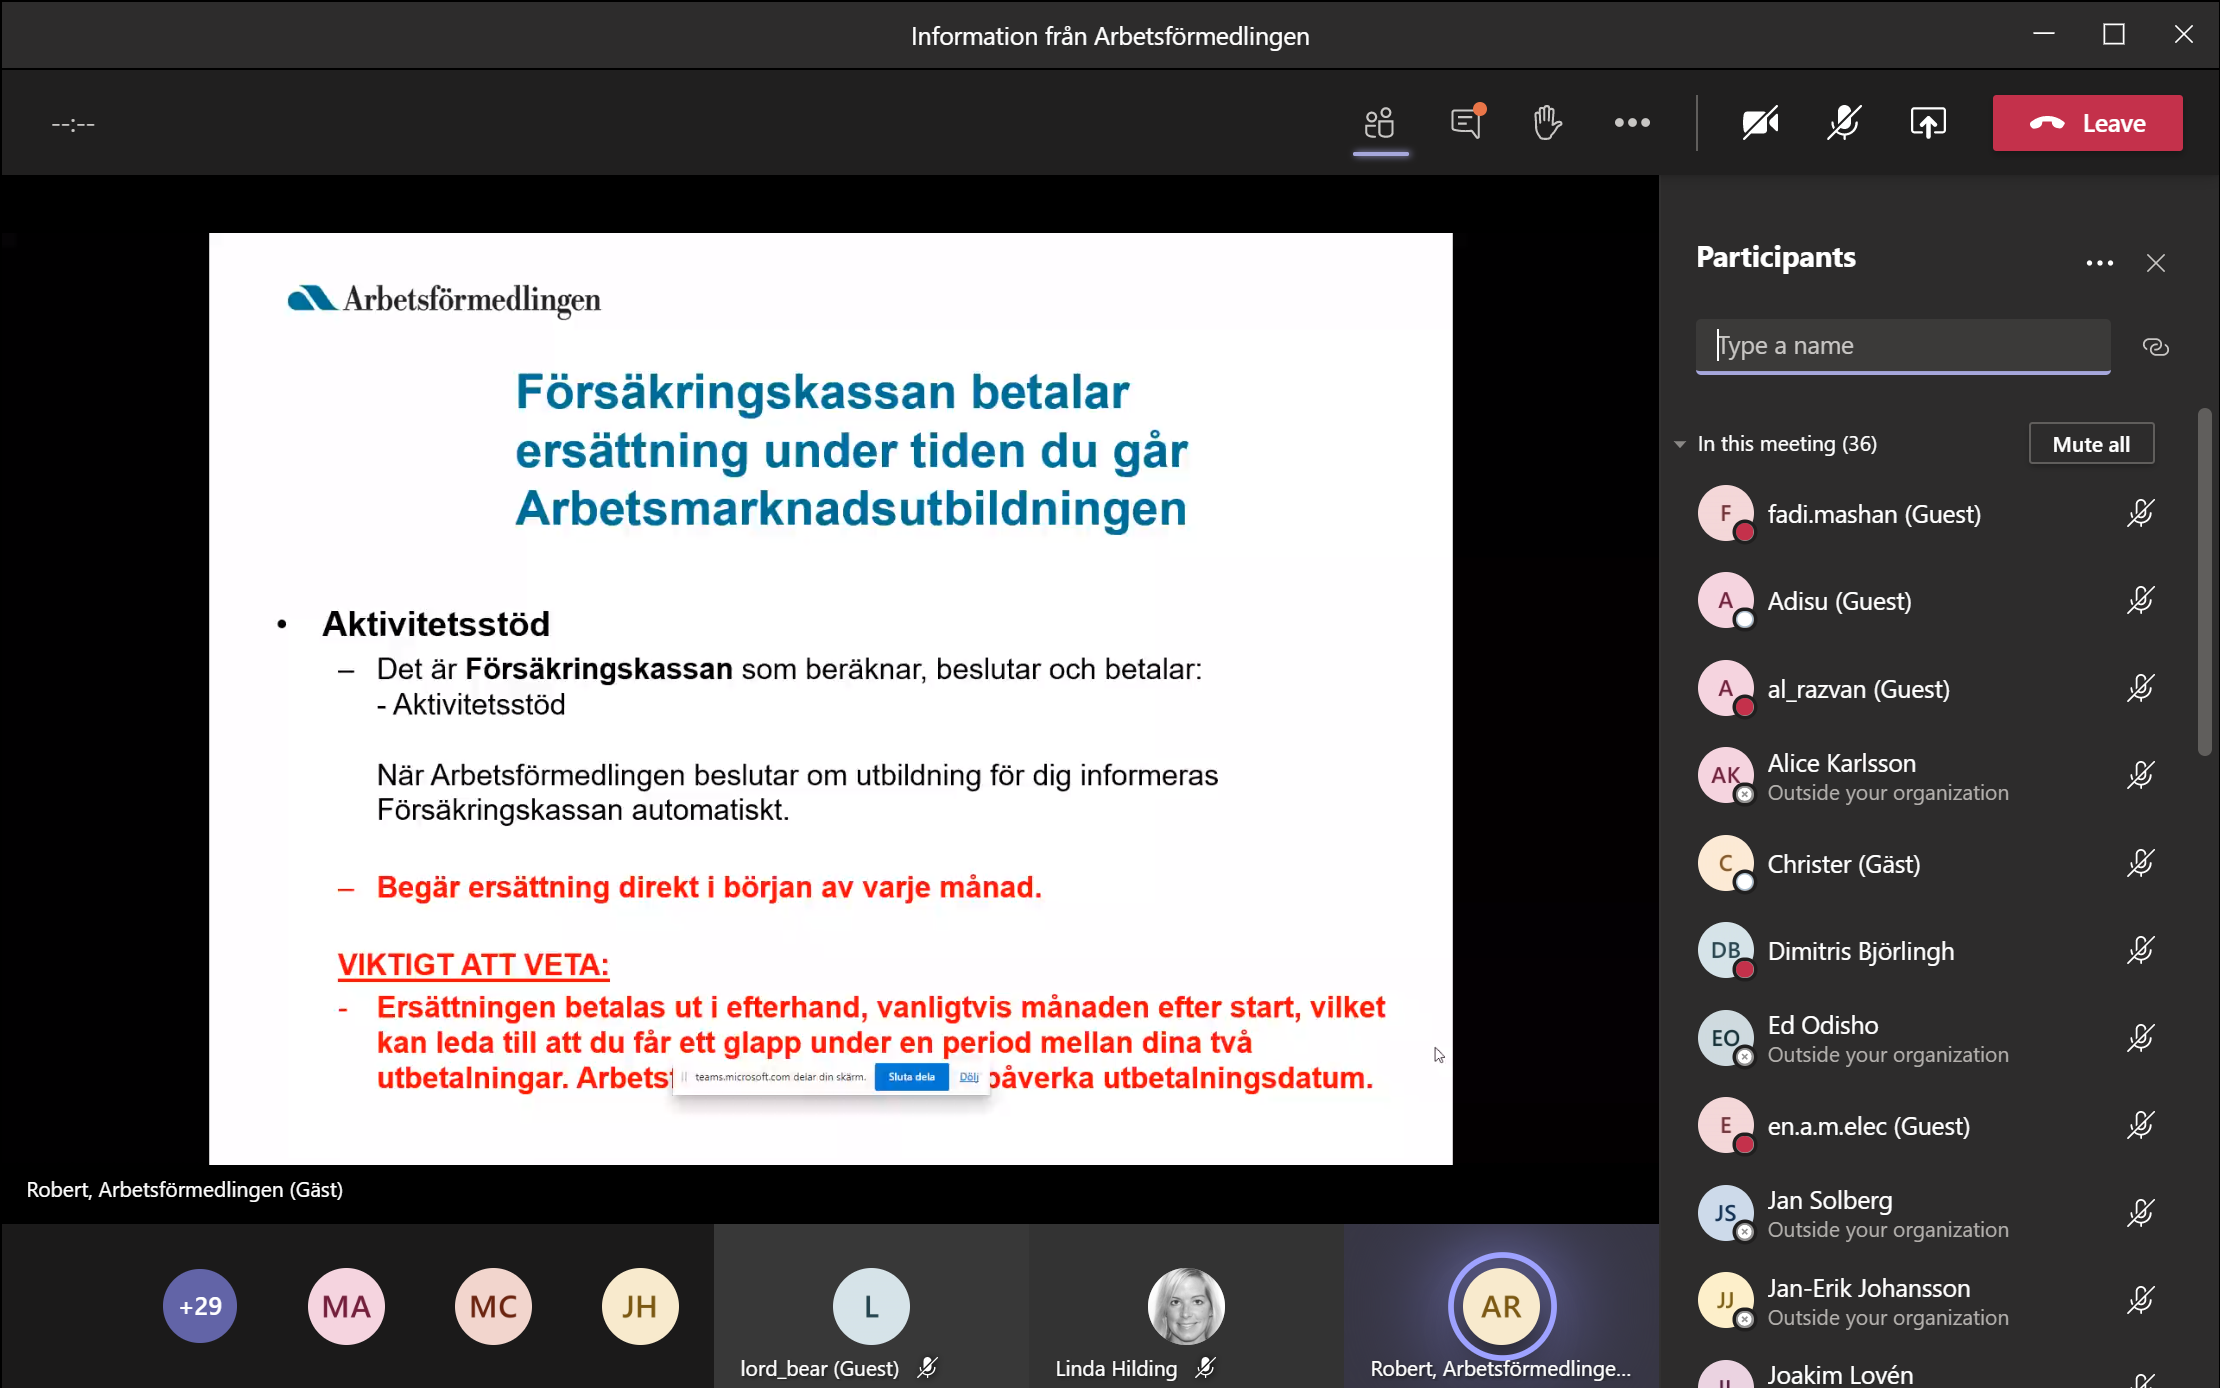 Information från Arbetsförmedlingen
--:--
Leave
Arbetsförmedlingen
Försäkringskassan betalar
ersättning under tiden du går
Arbetsmarknadsutbildningen
• Aktivitetsstöd
– Det är Försäkringskassan som beräknar, beslutar och betalar:
- Aktivitetsstöd
När Arbetsförmedlingen beslutar om utbildning för dig informeras
Försäkringskassan automatiskt.
– Begär ersättning direkt i början av varje månad.
VIKTIGT ATT VETA:
- Ersättningen betalas ut i efterhand, vanligtvis månaden efter start, vilket
kan leda till att du får ett glapp under en period mellan dina två
utbetalningar. påverka utbetalningsdatum.
teams.microsoft.com delar din skärm.
Sluta dela
Dölj
Robert, Arbetsförmedlingen (Gäst)
+29
MA
MC
JH
L
lord_bear (Guest)
Linda Hilding
AR
Robert, Arbetsförmedlinge...
Participants
Type a name
In this meeting (36)
Mute all
F
fadi.mashan (Guest)
A
Adisu (Guest)
A
al_razvan (Guest)
AK
Alice Karlsson
Outside your organization
C
Christer (Gäst)
DB
Dimitris Björlingh
EO
Ed Odisho
Outside your organization
E
en.a.m.elec (Guest)
JS
Jan Solberg
Outside your organization
JJ
Jan-Erik Johansson
Outside your organization
Joakim Lovén